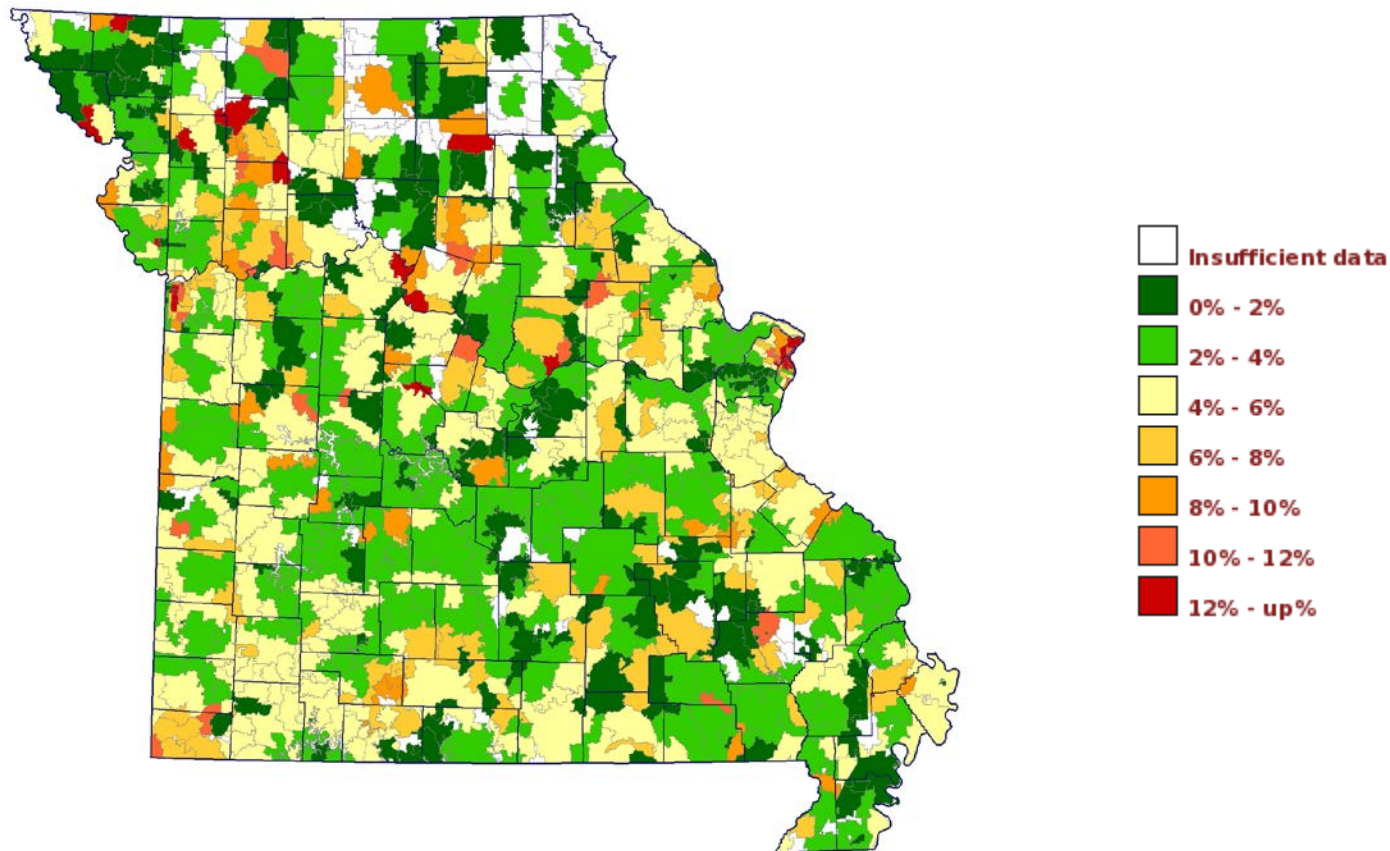 Insufficient data
0% - 2%
2% - 4%
4% - 6%
6% - 8%
8% - 10%
10% - 12%
12% - up%